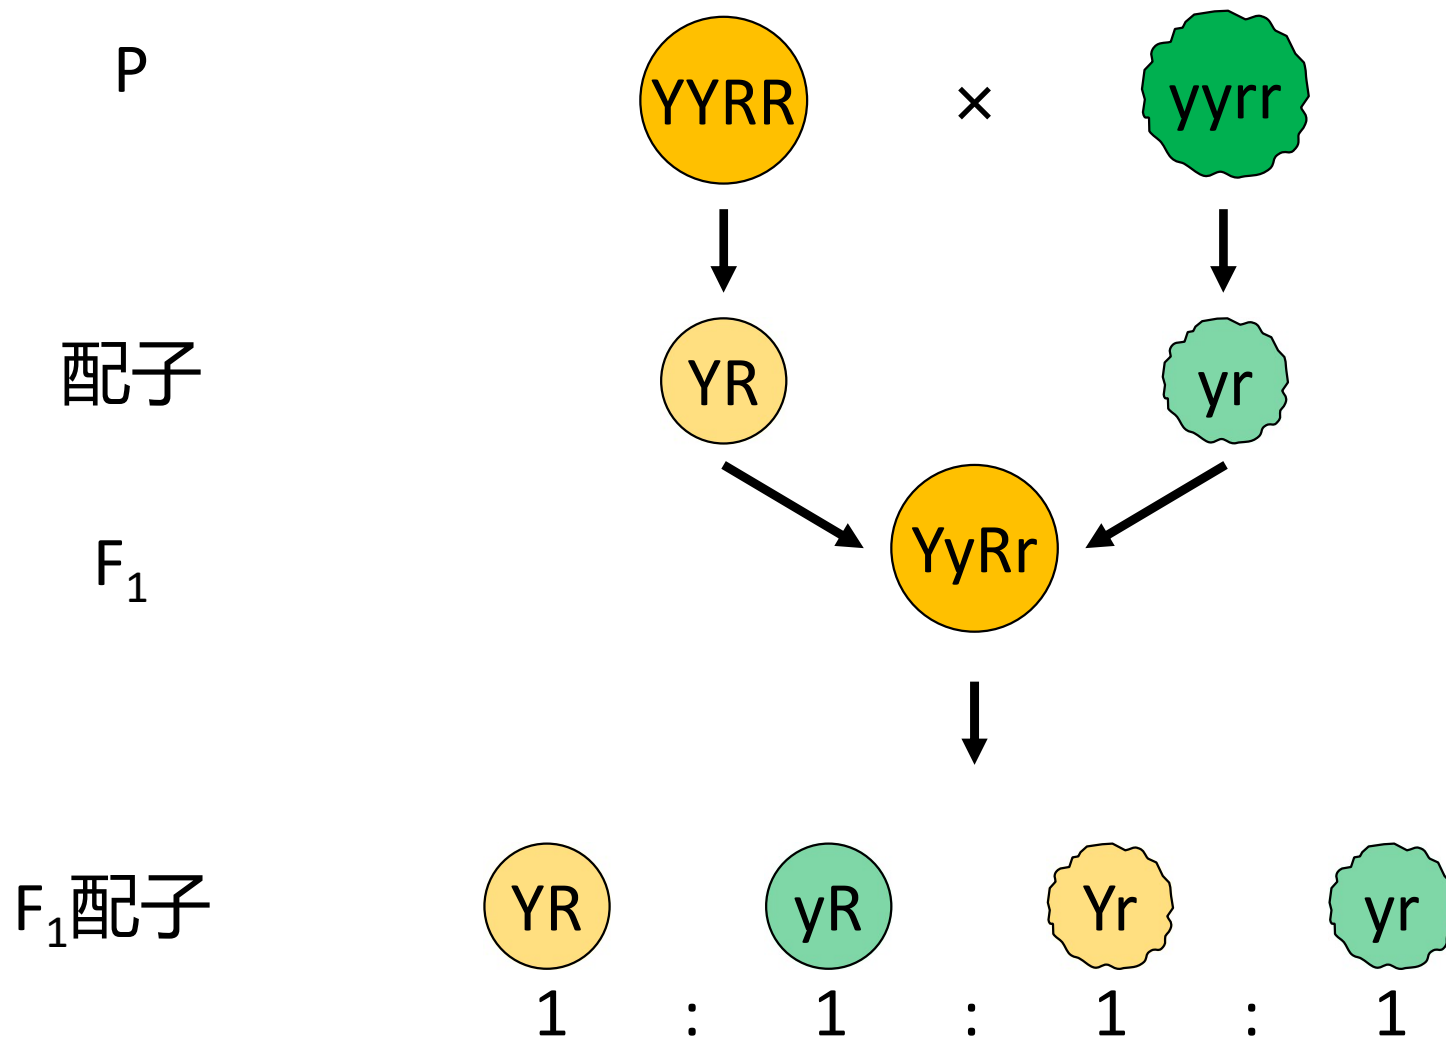 P YYRR × yyrr
配子 YR yr
F₁ YyRr
F₁配子 YR yR Yr yr
1 : 1 : 1 : 1